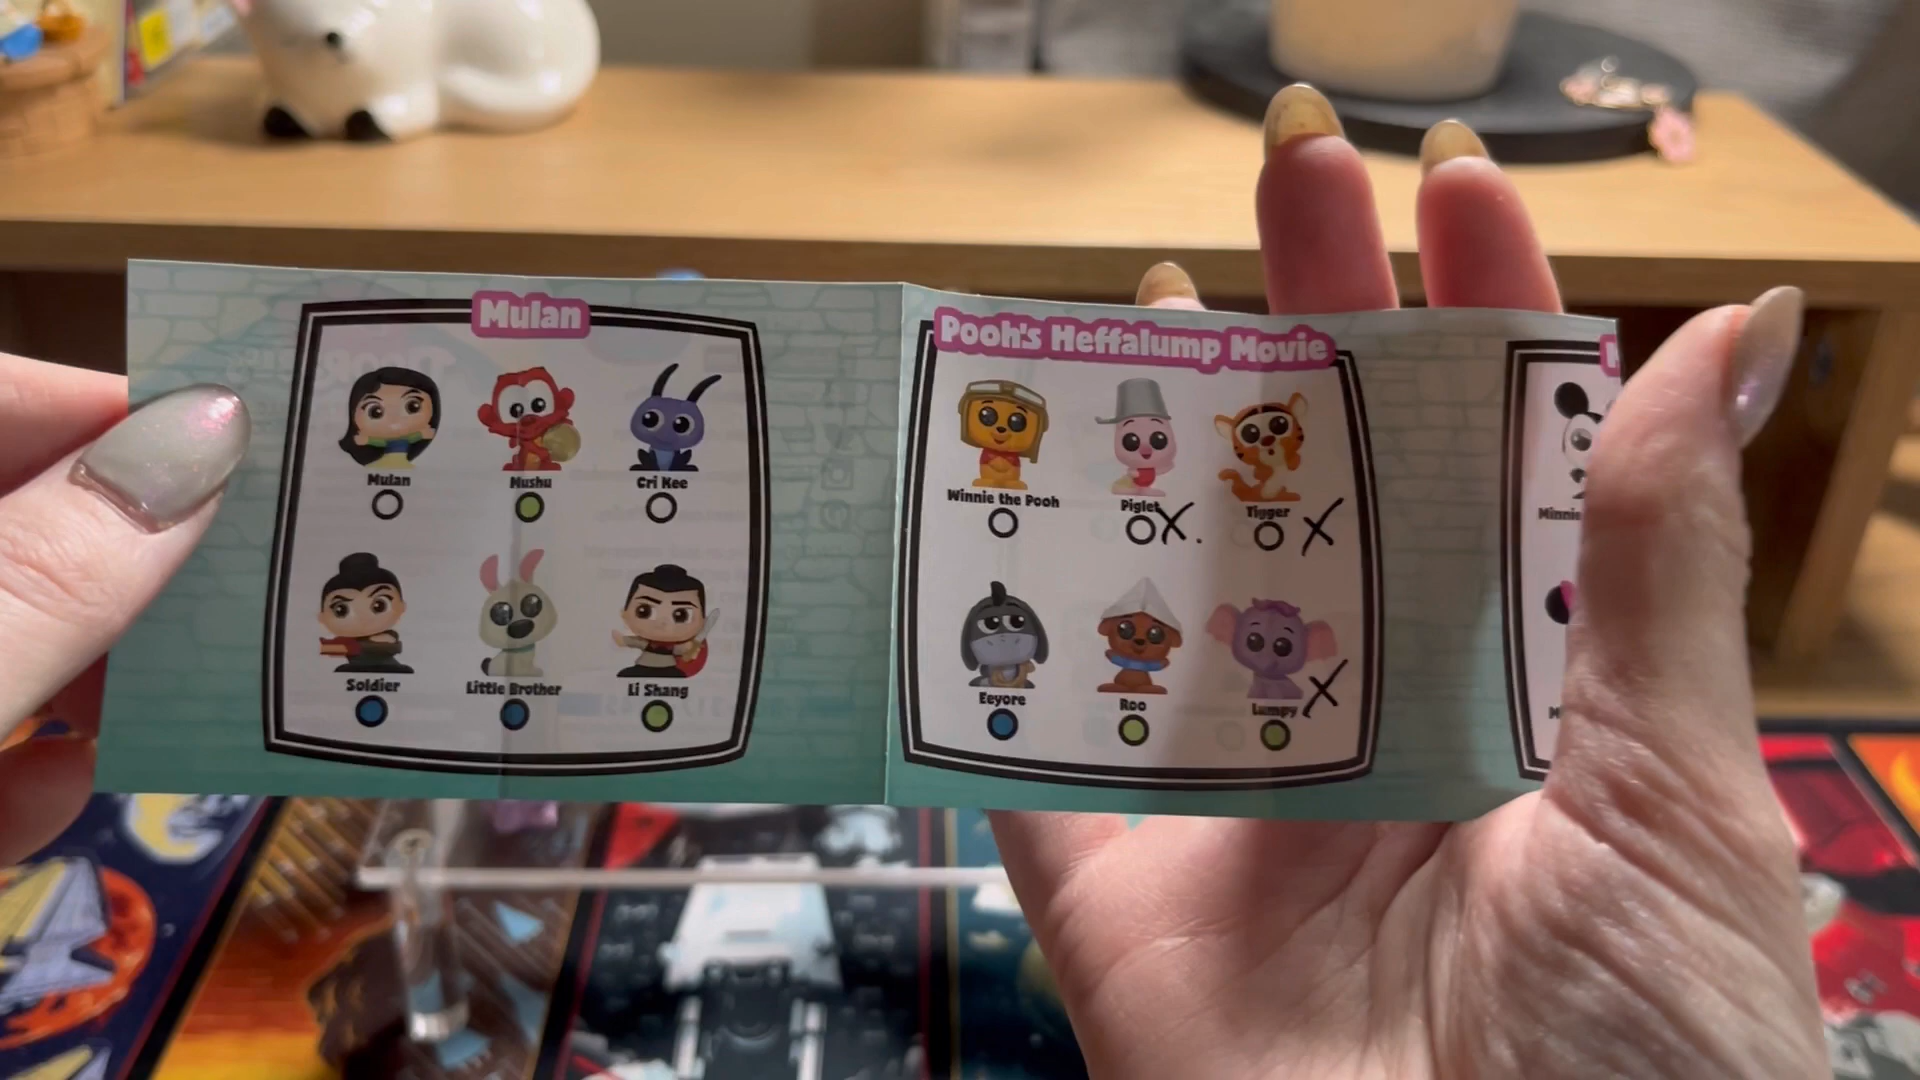 Mulan
Mulan
Mushu
Cri Kee
Soldier
Little Brother
Li Shang
Pooh's Heffalump Movie
Winnie the Pooh
Piglet X.
Tigger X
Eeyore
Roo
Lumpy X
Minnie
M